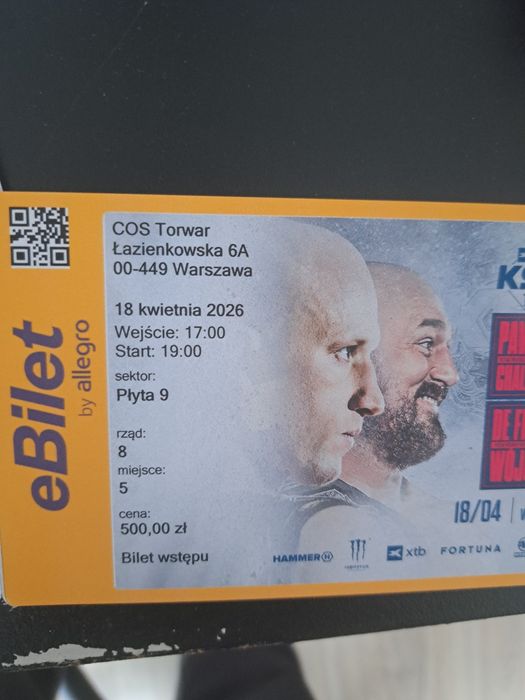 eBilet
by allegro
COS Torwar
Łazienkowska 6A
00-449 Warszawa
18 kwietnia 2026
Wejście: 17:00
Start: 19:00
sektor:
Płyta 9
rząd:
8
miejsce:
5
cena:
500,00 zł
Bilet wstępu
18/04
HAMMER
xtb
FORTUNA